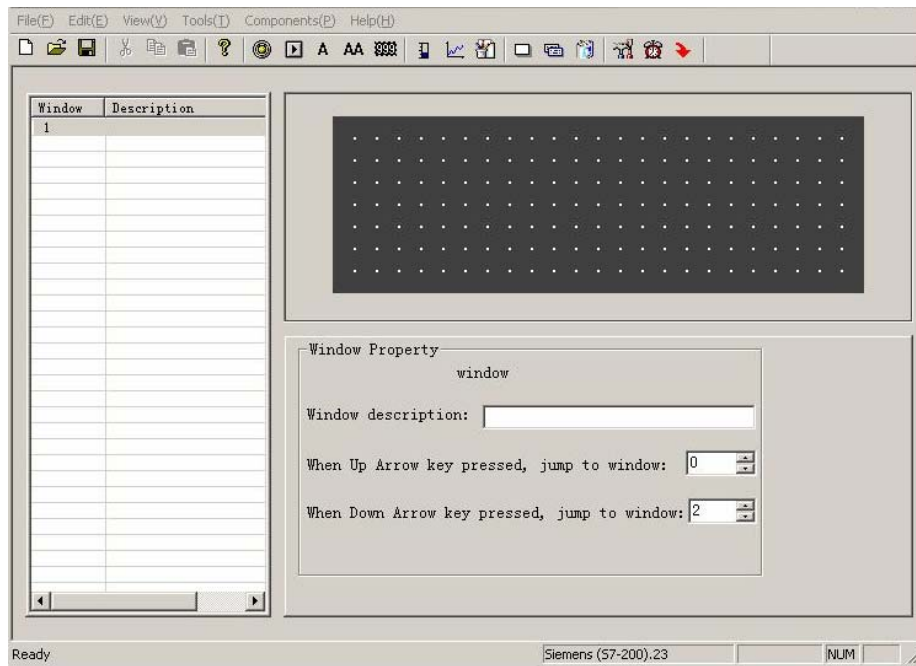 File(F) Edit(E) View(V) Tools(T) Components(P) Help(H)
A AA
Window Description
1
Window Property
window
Window description:
When Up Arrow key pressed, jump to window: 0
When Down Arrow key pressed, jump to window: 2
Ready Siemens (S7-200).23 NUM